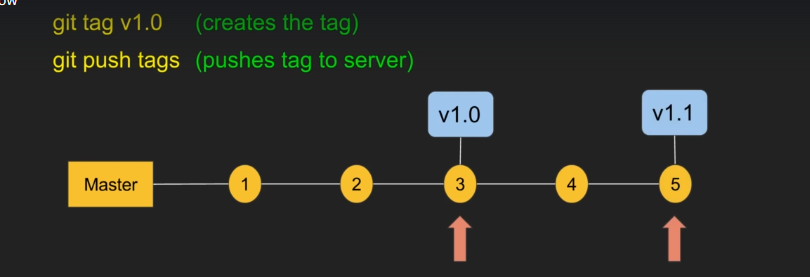 ow
git tag v1.0 (creates the tag)
git push tags (pushes tag to server)
v1.0
v1.1
Master
1
2
3
4
5